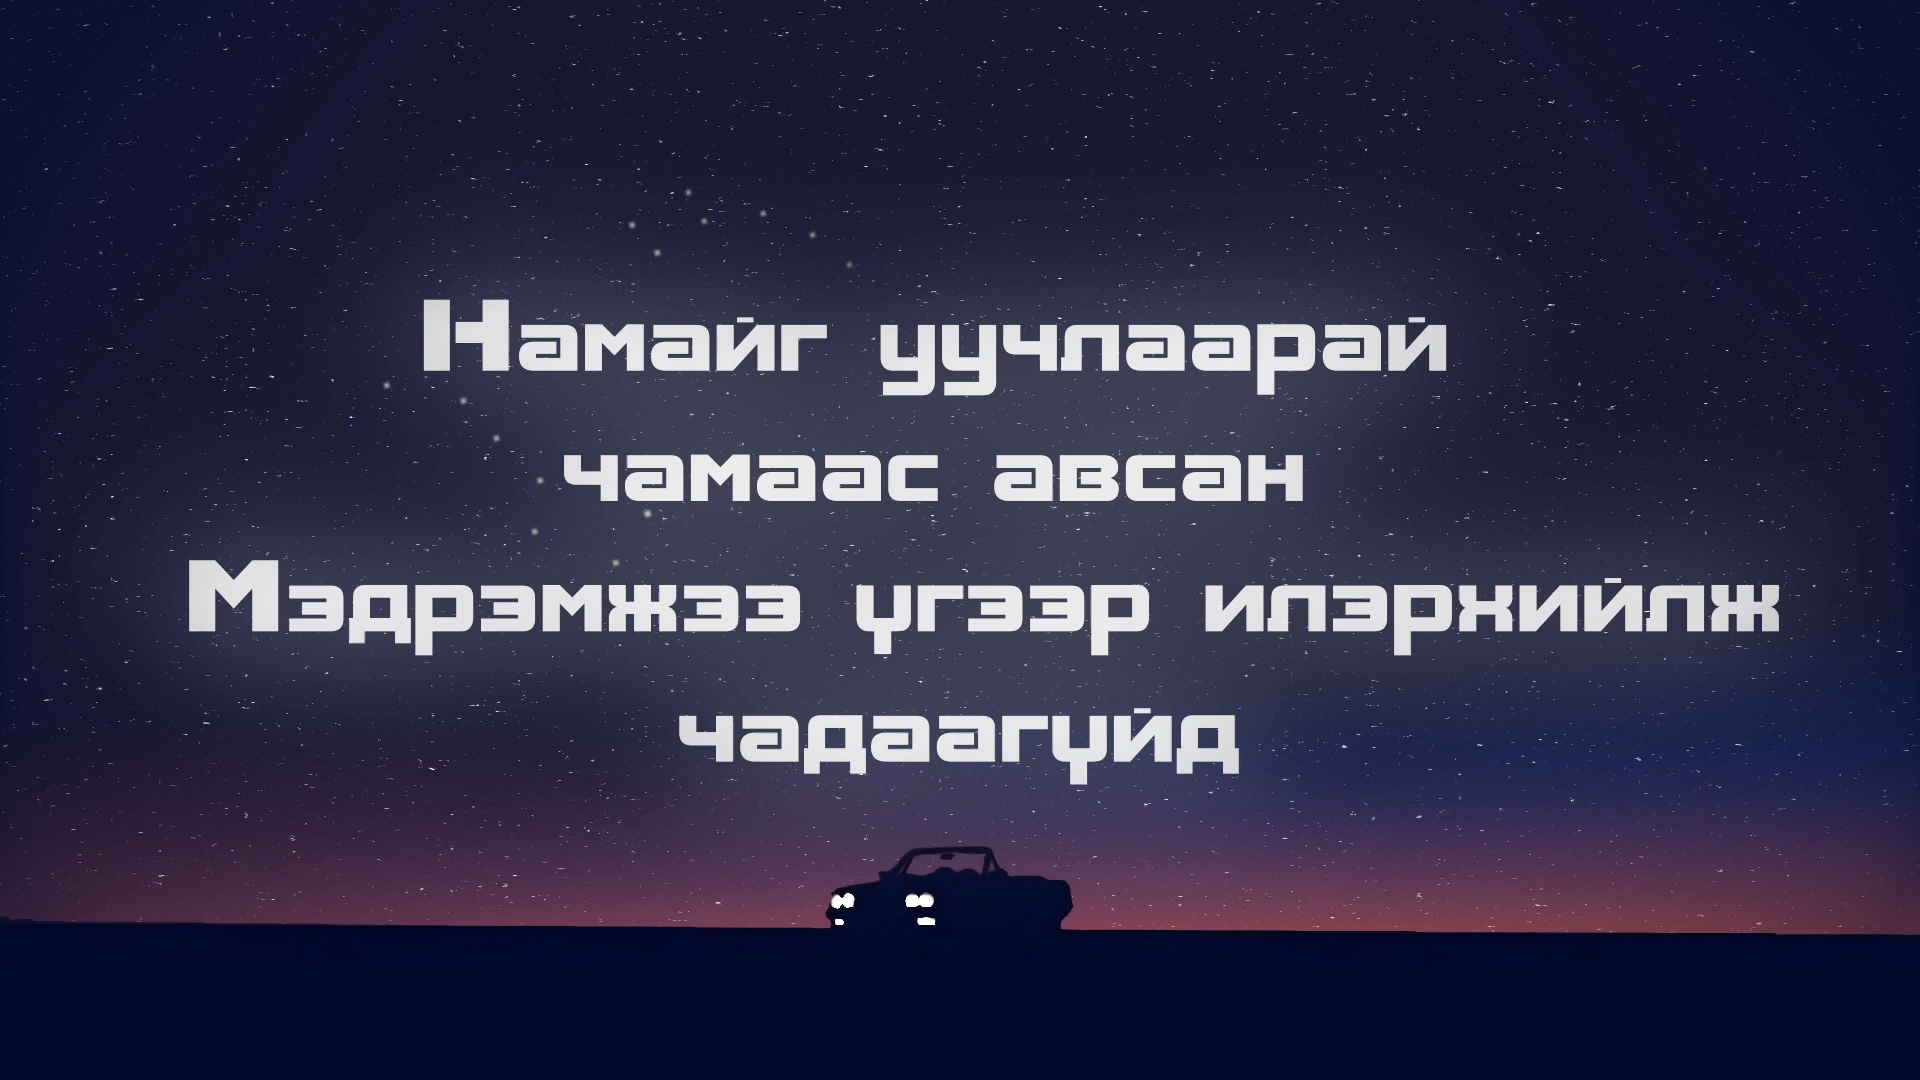 Намайг уучлаарай
чамаас авсан
Мэдрэмжээ үгээр илэрхийлж
чадаагүйд